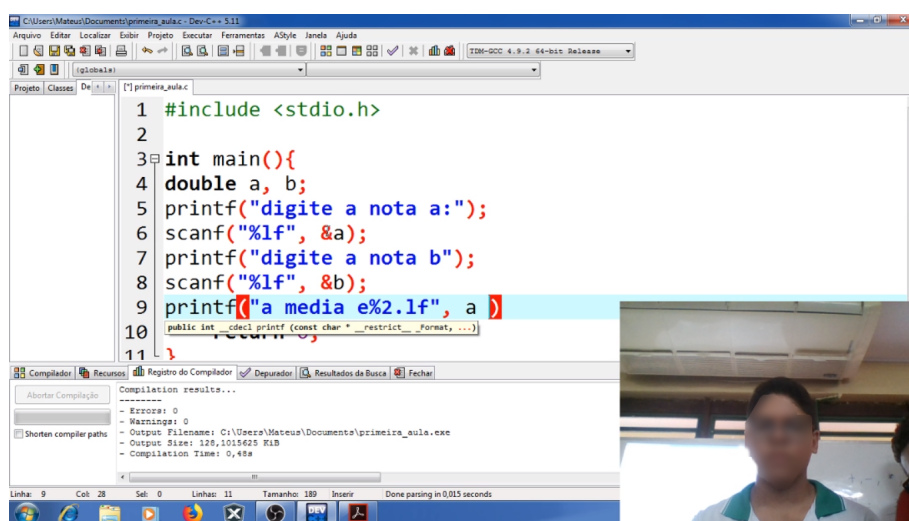 C:\Users\Mateus\Documents\primeira_aula.c - Dev-C++ 5.11
Arquivo Editar Localizar Exibir Projeto Executar Ferramentas AStyle Janela Ajuda
TDM-GCC 4.9.2 64-bit Release
(globals)
Projeto Classes De [*] primeira_aula.c
1 #include <stdio.h>
2
3 int main(){
4 double a, b;
5 printf("digite a nota a:");
6 scanf("%lf", &a);
7 printf("digite a nota b");
8 scanf("%lf", &b);
9 printf("a media e%2.lf", a )
public int __cdecl printf (const char * __restrict__ _Format, ...)
10
11 }
Compilador Recursos Registro do Compilador Depurador Resultados da Busca Fechar
Abortar Compilação
Shorten compiler paths
Compilation results...
--------
- Errors: 0
- Warnings: 0
- Output Filename: C:\Users\Mateus\Documents\primeira_aula.exe
- Output Size: 128,1015625 KiB
- Compilation Time: 0,48s
Linha: 9 Col: 28 Sel: 0 Linhas: 11 Tamanho: 189 Inserir Done parsing in 0,015 seconds
DEV